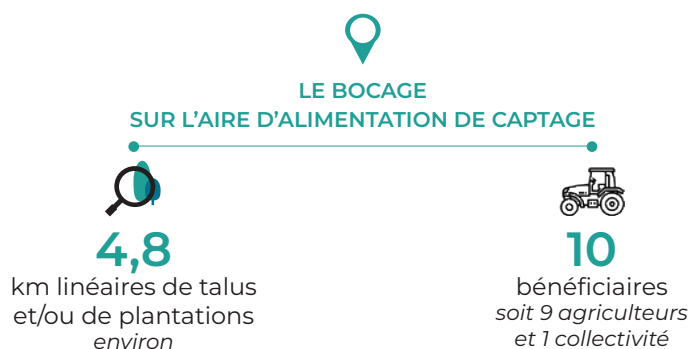 LE BOCAGE
SUR L'AIRE D'ALIMENTATION DE CAPTAGE
4,8
km linéaires de talus
et/ou de plantations
environ
10
bénéficiaires
soit 9 agriculteurs
et 1 collectivité